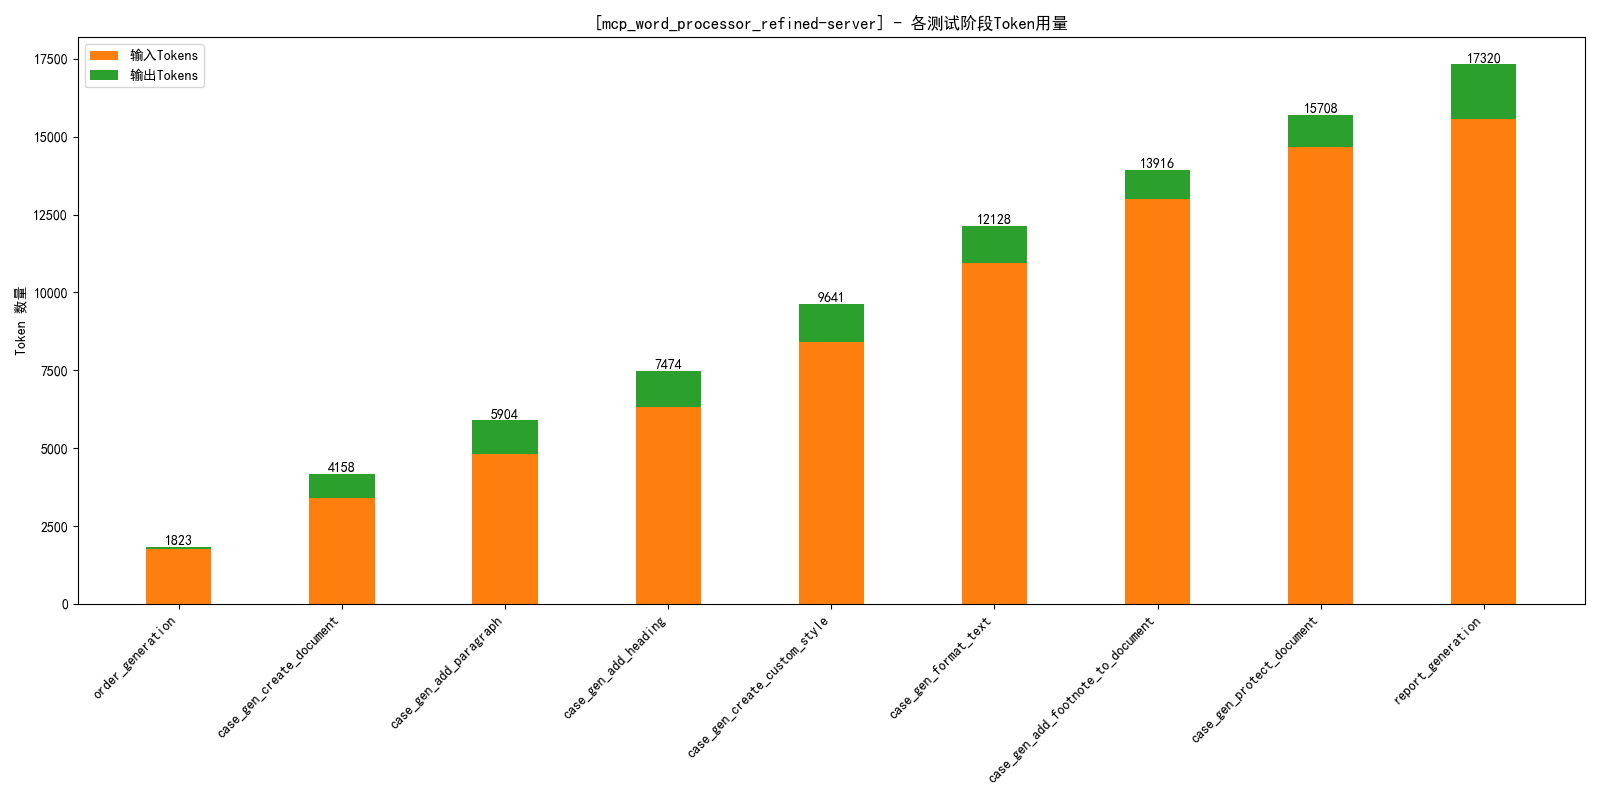 [mcp_word_processor_refined-server] - 各测试阶段Token用量
输入Tokens
输出Tokens
Token 数量
17500
15000
12500
10000
7500
5000
2500
0
1823
4158
5904
7474
9641
12128
13916
15708
17320
order_generation
case_gen_create_document
case_gen_add_paragraph
case_gen_add_heading
case_gen_create_custom_style
case_gen_format_text
case_gen_add_footnote_to_document
case_gen_protect_document
report_generation